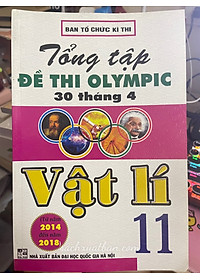 BAN TỔ CHỨC KÌ THI
Tổng tập
ĐỀ THI OLYMPIC
30 tháng 4
Vật lí
(Từ năm
2014
đến năm
2018)
11
NHÀ XUẤT BẢN ĐẠI HỌC QUỐC GIA HÀ NỘI